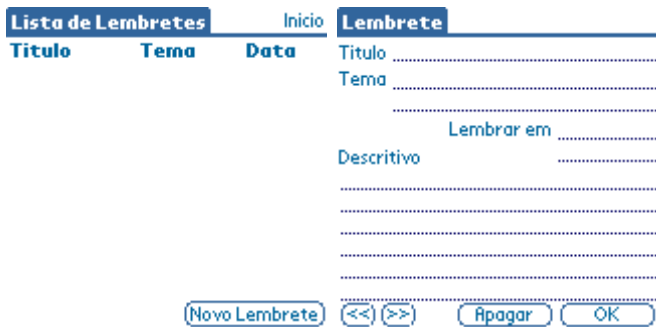 Lista de Lembretes Inicio
Titulo Tema Data
Novo Lembrete
Lembrete
Titulo
Tema
Lembrar em
Descritivo
<< >> Apagar OK